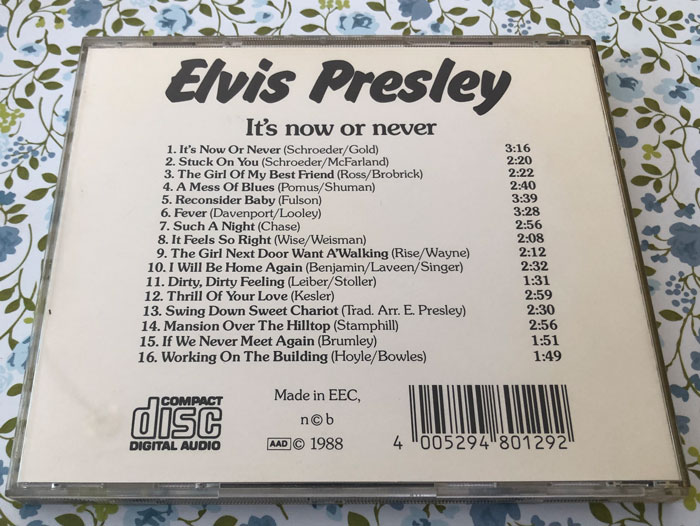 Elvis Presley
It's now or never
1. It's Now Or Never (Schroeder/Gold) 3:16
2. Stuck On You (Schroeder/McFarland) 2:20
3. The Girl Of My Best Friend (Ross/Brobrick) 2:22
4. A Mess Of Blues (Pomus/Shuman) 2:40
5. Reconsider Baby (Fulson) 3:39
6. Fever (Davenport/Looley) 3:28
7. Such A Night (Chase) 2:56
8. It Feels So Right (Wise/Weisman) 2:08
9. The Girl Next Door Want A'Walking (Rise/Wayne) 2:12
10. I Will Be Home Again (Benjamin/Laveen/Singer) 2:32
11. Dirty, Dirty Feeling (Leiber/Stoller) 1:31
12. Thrill Of Your Love (Kesler) 2:59
13. Swing Down Sweet Chariot (Trad. Arr. E. Presley) 2:30
14. Mansion Over The Hilltop (Stamphill) 2:56
15. If We Never Meet Again (Brumley) 1:51
16. Working On The Building (Hoyle/Bowles) 1:49
COMPACT
disc
DIGITAL AUDIO
Made in EEC,
n©b
AAD © 1988
4 005294 801292